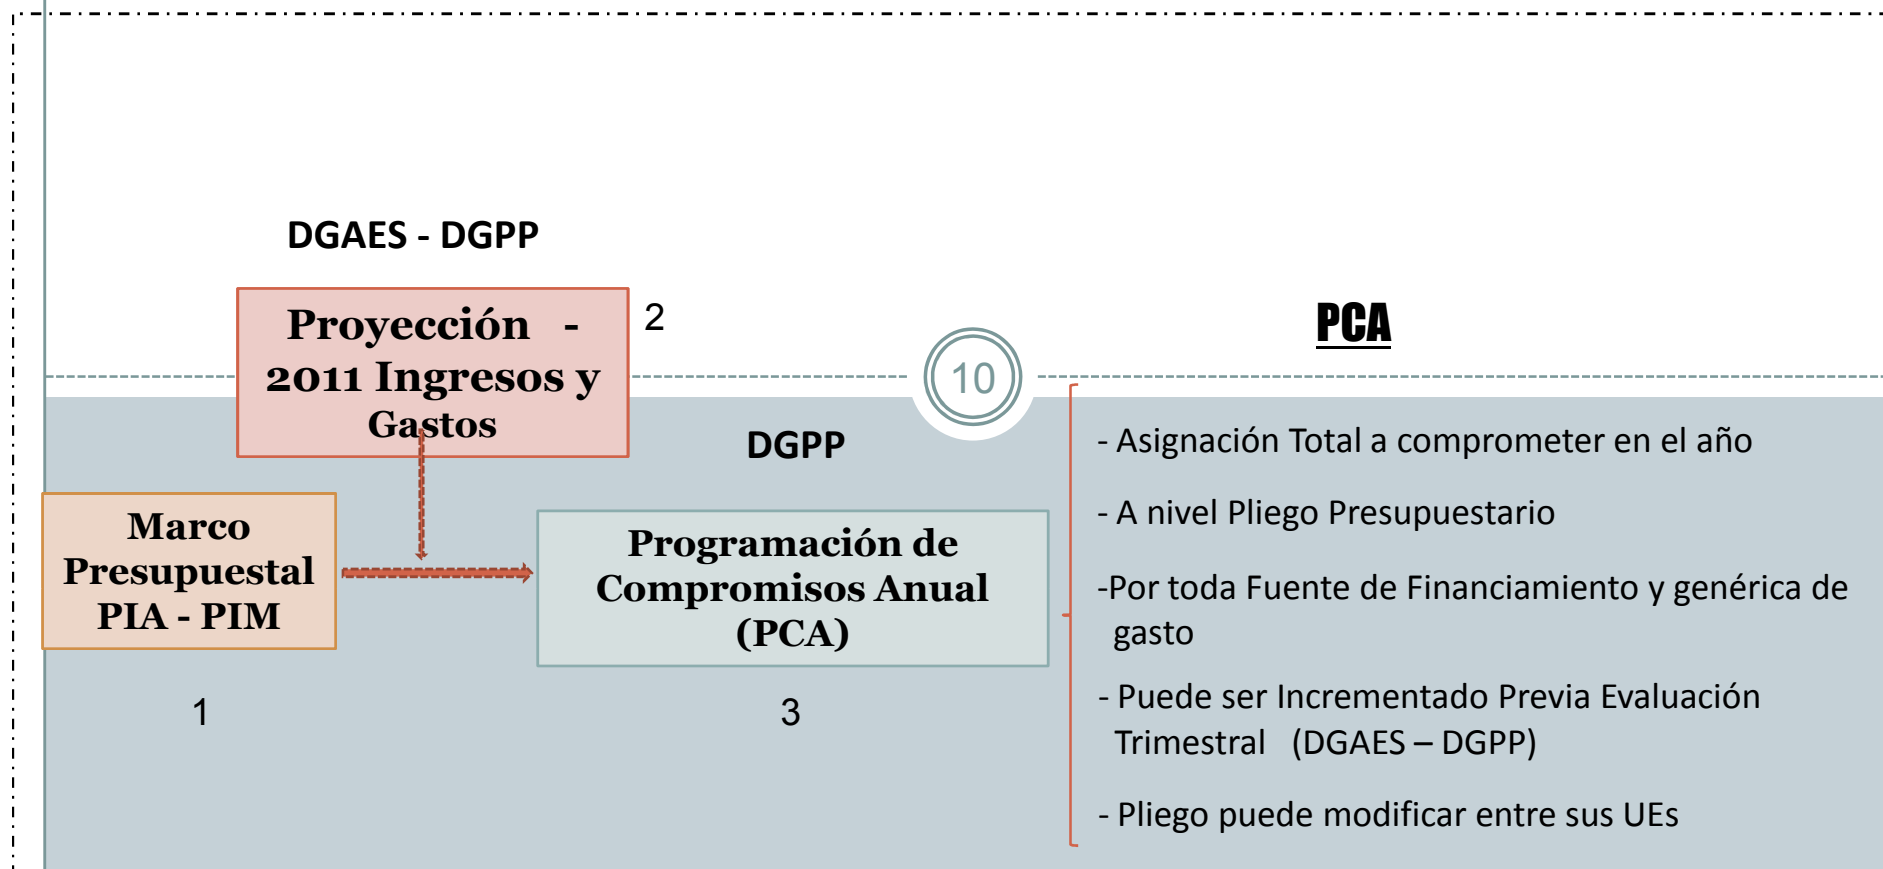 DGAES - DGPP
Proyección -
2011 Ingresos y
Gastos
2
10
PCA
DGPP
Marco
Presupuestal
PIA - PIM
1
Programación de
Compromisos Anual
(PCA)
3
- Asignación Total a comprometer en el año
- A nivel Pliego Presupuestario
-Por toda Fuente de Financiamiento y genérica de
gasto
- Puede ser Incrementado Previa Evaluación
Trimestral (DGAES – DGPP)
- Pliego puede modificar entre sus UEs